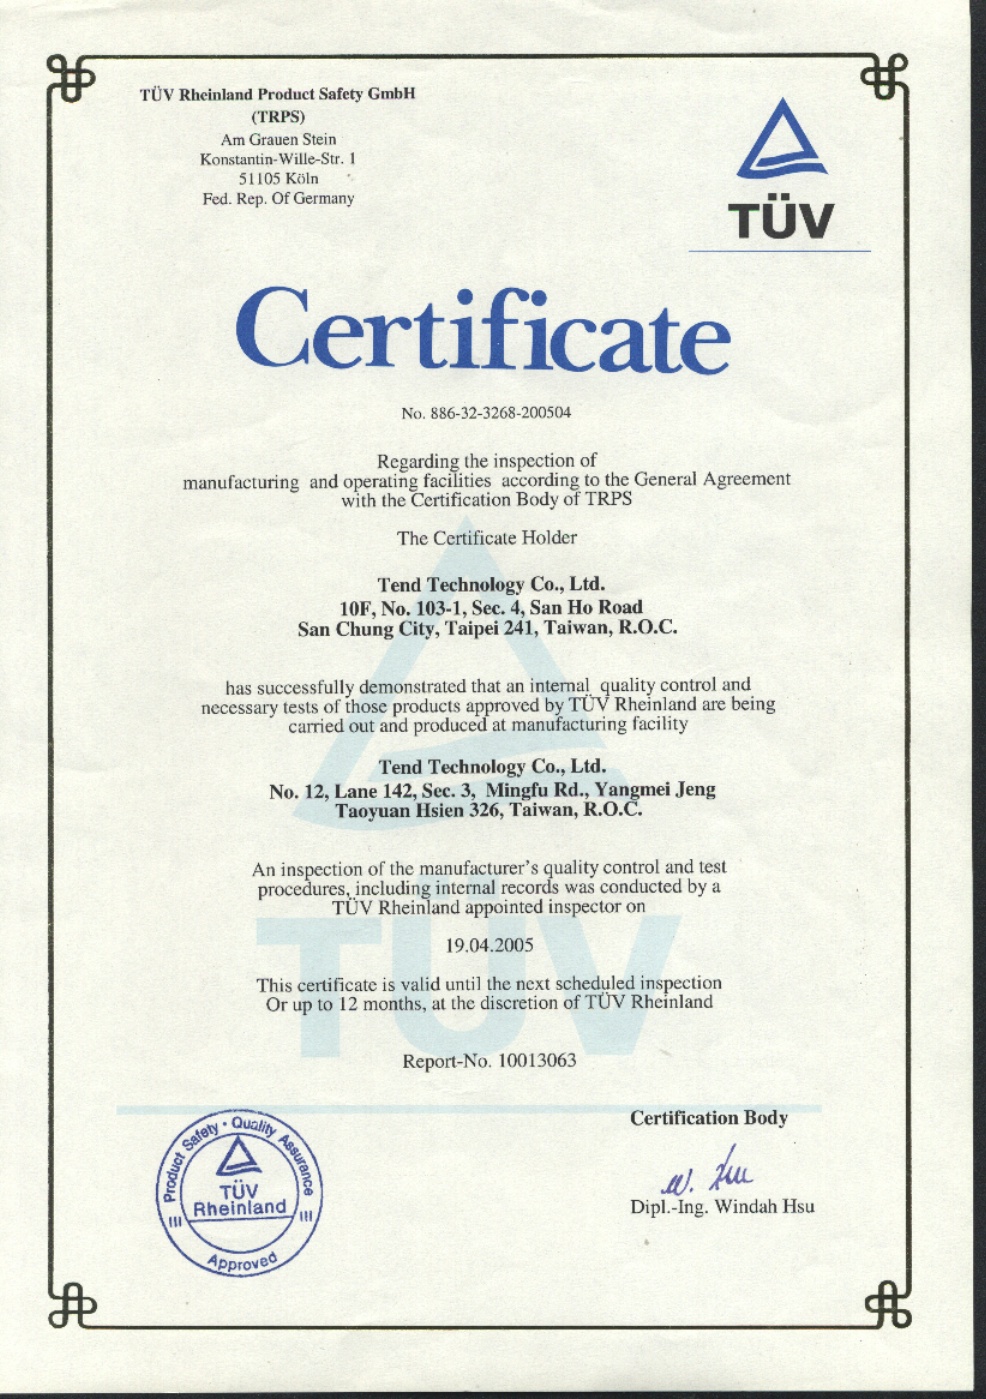 TÜV Rheinland Product Safety GmbH
(TRPS)
Am Grauen Stein
Konstantin-Wille-Str. 1
51105 Köln
Fed. Rep. Of Germany
TÜV
Certificate
No. 886-32-3268-200504
Regarding the inspection of
manufacturing and operating facilities according to the General Agreement
with the Certification Body of TRPS
The Certificate Holder
Tend Technology Co., Ltd.
10F, No. 103-1, Sec. 4, San Ho Road
San Chung City, Taipei 241, Taiwan, R.O.C.
has successfully demonstrated that an internal quality control and
necessary tests of those products approved by TÜV Rheinland are being
carried out and produced at manufacturing facility
Tend Technology Co., Ltd.
No. 12, Lane 142, Sec. 3, Mingfu Rd., Yangmei Jeng
Taoyuan Hsien 326, Taiwan, R.O.C.
An inspection of the manufacturer's quality control and test
procedures, including internal records was conducted by a
TÜV Rheinland appointed inspector on
TÜV
19.04.2005
This certificate is valid until the next scheduled inspection
Or up to 12 months, at the discretion of TÜV Rheinland
Report-No. 10013063
Product Safety · Quality Assurance
TÜV
Rheinland
Approved
Certification Body
W. Hsu
Dipl.-Ing. Windah Hsu